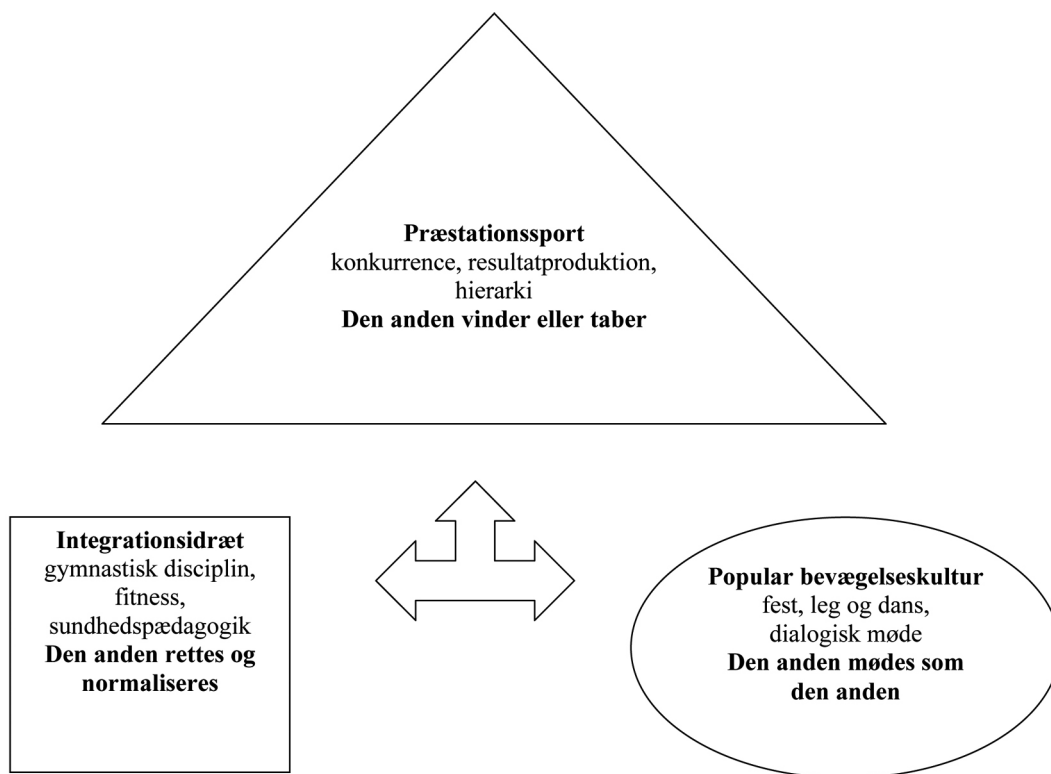 Præstationssport
konkurrence, resultatproduktion,
hierarki
Den anden vinder eller taber
Integrationsidræt
gymnastisk disciplin,
fitness,
sundhedspædagogik
Den anden rettes og
normaliseres
Popular bevægelseskultur
fest, leg og dans,
dialogisk møde
Den anden mødes som
den anden